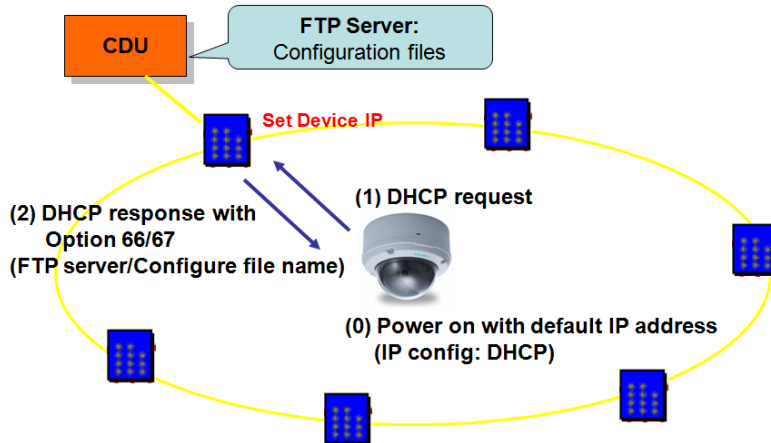 CDU
FTP Server:
Configuration files
Set Device IP
(1) DHCP request
(2) DHCP response with
Option 66/67
(FTP server/Configure file name)
(0) Power on with default IP address
(IP config: DHCP)